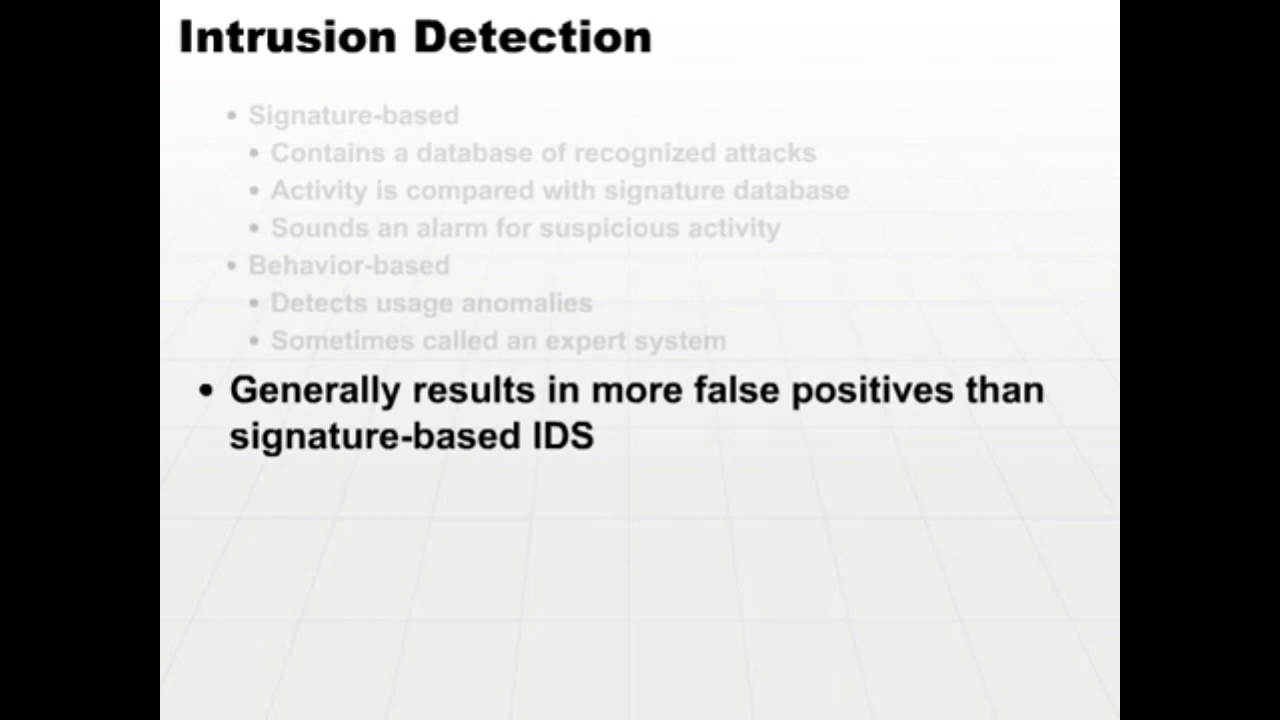 Intrusion Detection
• Signature-based
• Contains a database of recognized attacks
• Activity is compared with signature database
• Sounds an alarm for suspicious activity
• Behavior-based
• Detects usage anomalies
• Sometimes called an expert system
• Generally results in more false positives than
signature-based IDS